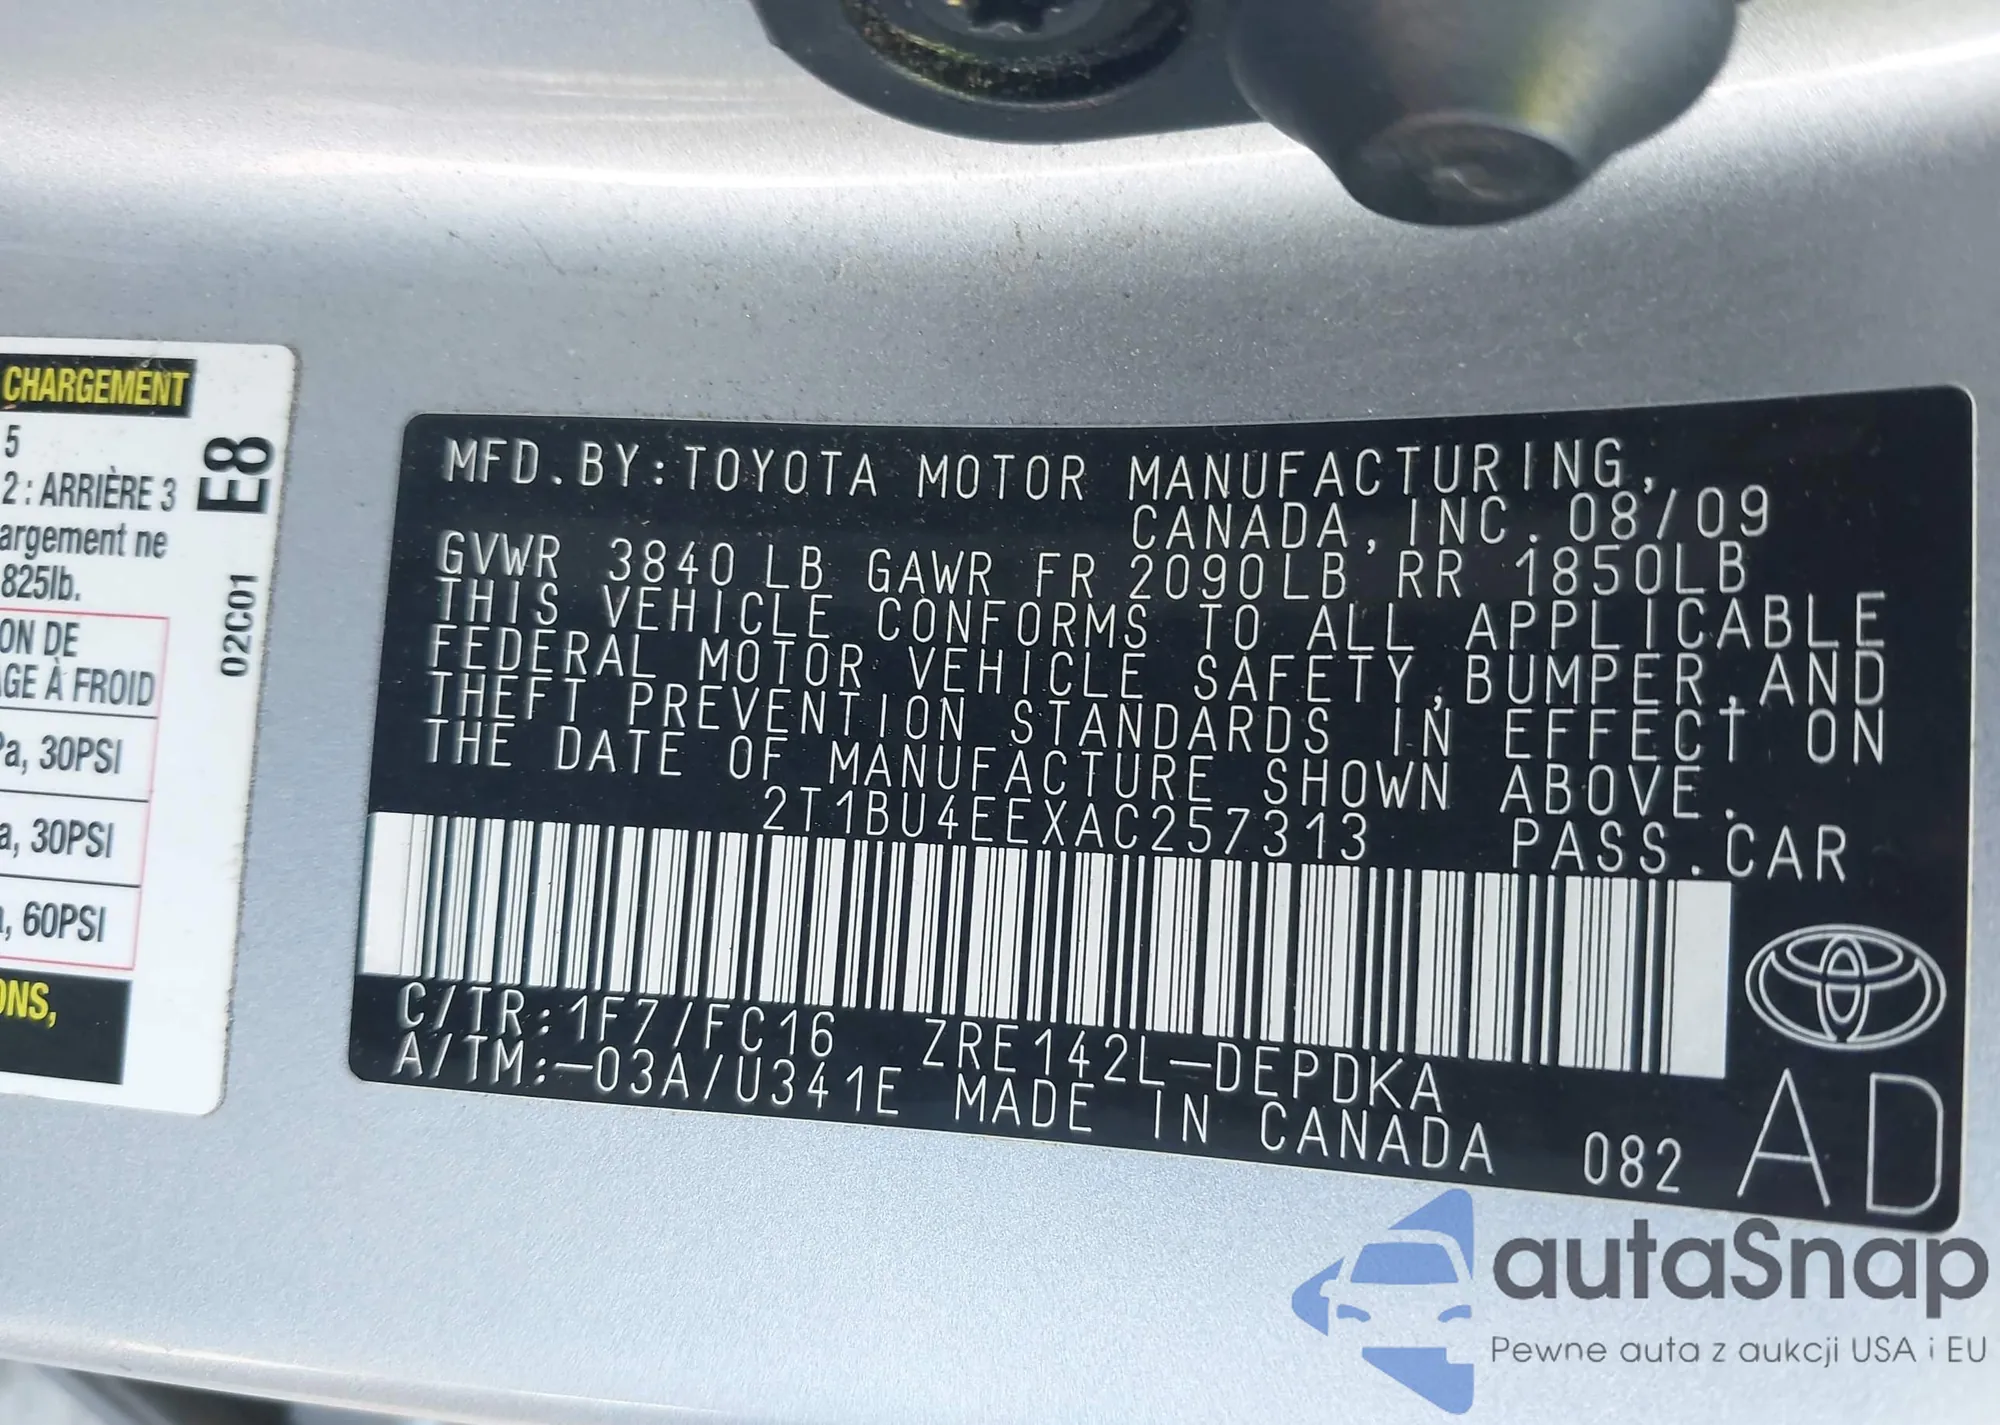 CHARGEMENT
5
2 : ARRIÈRE 3
argement ne
825lb.
ON DE
GE À FROID
a, 30PSI
a, 30PSI
, 60PSI
ONS,
E8
02C01
MFD. BY: TOYOTA MOTOR MANUFACTURING,
CANADA, INC. 08/09
GVWR 3840 LB GAWR FR 2090LB RR 1850LB
THIS VEHICLE CONFORMS TO ALL APPLICABLE
FEDERAL MOTOR VEHICLE SAFETY, BUMPER, AND
THEFT PREVENTION STANDARDS IN EFFECT ON
THE DATE OF MANUFACTURE SHOWN ABOVE.
2T1BU4EEXAC257313 PASS. CAR
C/TR: 1F7/FC16 ZRE142L-DEPDKA
A/TM: -03A/U341E MADE IN CANADA 082 AD
autaSnap
Pewne auta z aukcji USA i EU